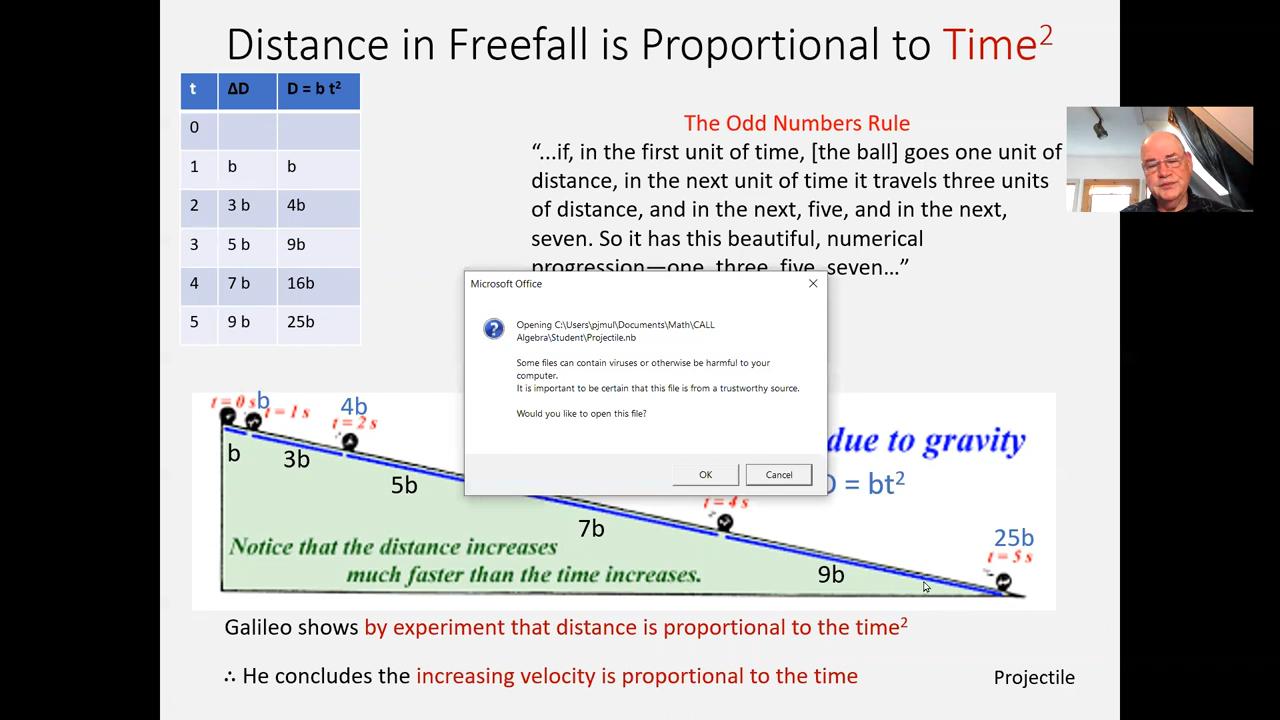 Distance in Freefall is Proportional to Time²
t ΔD D = b t²
0
1 b b
2 3 b 4b
3 5 b 9b
4 7 b 16b
5 9 b 25b
The Odd Numbers Rule
“...if, in the first unit of time, [the ball] goes one unit of
distance, in the next unit of time it travels three units
of distance, and in the next, five, and in the next,
seven. So it has this beautiful, numerical
progression—one, three, five, seven...”
Microsoft Office
Opening C:\Users\pjmul\Documents\Math\CALL
Algebra\Student\Projectile.nb
Some files can contain viruses or otherwise be harmful to your
computer.
It is important to be certain that this file is from a trustworthy source.
Would you like to open this file?
OK Cancel
t = 0 s b t = 1 s
4b
t = 2 s
b 3b 5b 7b 9b
due to gravity
D = bt²
t = 4 s
25b
t = 5 s
Notice that the distance increases
much faster than the time increases.
Galileo shows by experiment that distance is proportional to the time²
∴ He concludes the increasing velocity is proportional to the time
Projectile